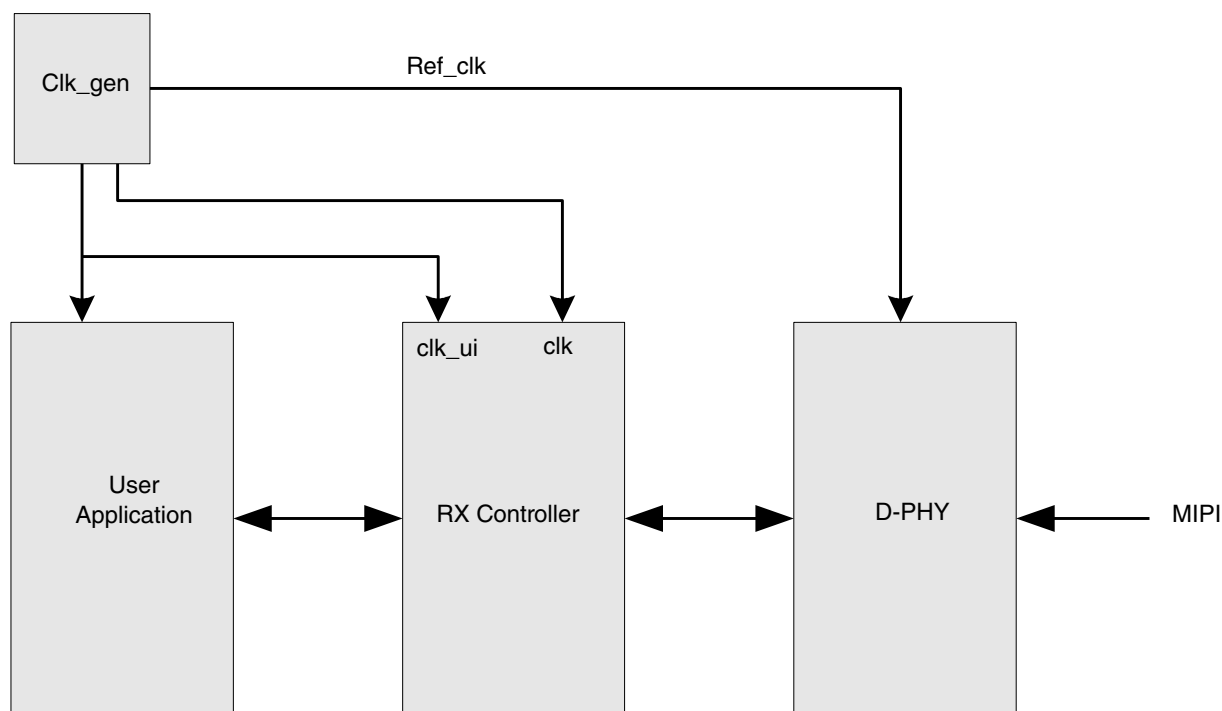 Clk_gen
Ref_clk
clk_ui
clk
User
Application
RX Controller
D-PHY
MIPI